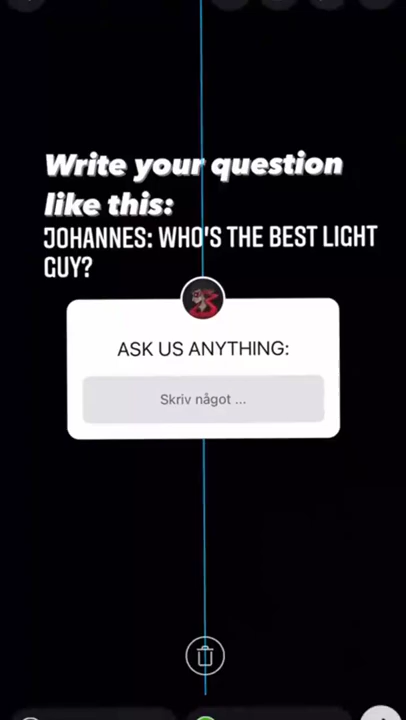 Write your question
like this:
JOHANNES: WHO'S THE BEST LIGHT
GUY?
ASK US ANYTHING:
Skriv något ...